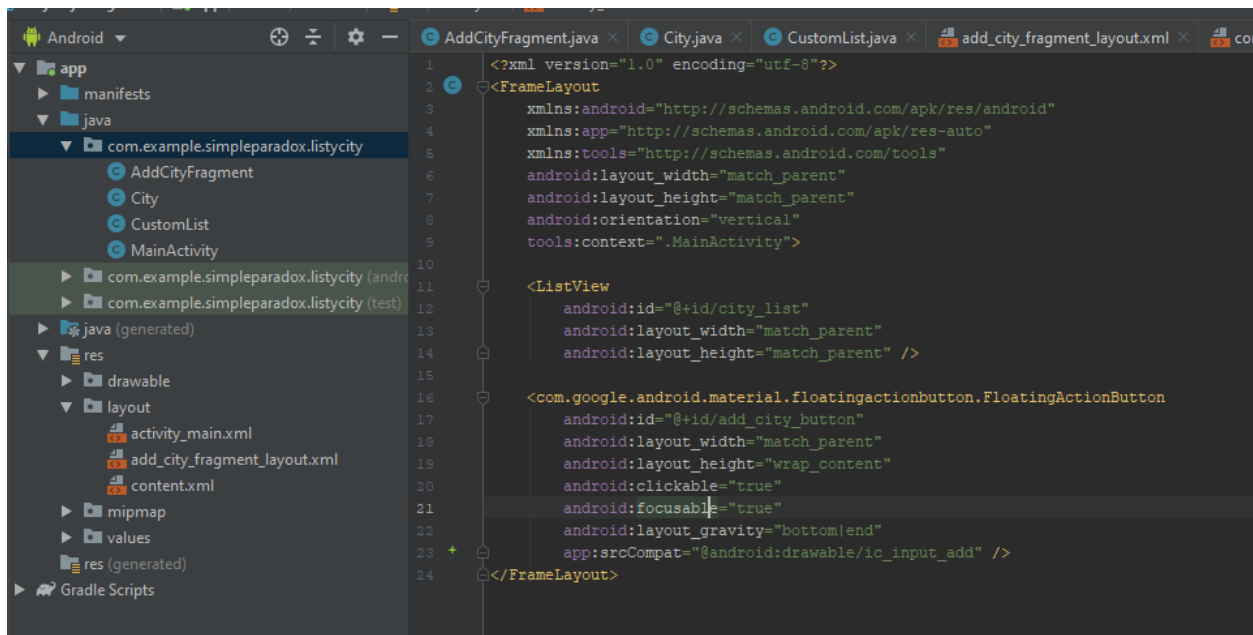 Android
app
manifests
java
com.example.simpleparadox.listycity
AddCityFragment
City
CustomList
MainActivity
com.example.simpleparadox.listycity (andro
com.example.simpleparadox.listycity (test)
java (generated)
res
drawable
layout
activity_main.xml
add_city_fragment_layout.xml
content.xml
mipmap
values
res (generated)
Gradle Scripts
AddCityFragment.java × City.java × CustomList.java × add_city_fragment_layout.xml × co
1 <?xml version="1.0" encoding="utf-8"?>
2 <FrameLayout
3 xmlns:android="http://schemas.android.com/apk/res/android"
4 xmlns:app="http://schemas.android.com/apk/res-auto"
5 xmlns:tools="http://schemas.android.com/tools"
6 android:layout_width="match_parent"
7 android:layout_height="match_parent"
8 android:orientation="vertical"
9 tools:context=".MainActivity">
10
11 <ListView
12 android:id="@+id/city_list"
13 android:layout_width="match_parent"
14 android:layout_height="match_parent" />
15
16 <com.google.android.material.floatingactionbutton.FloatingActionButton
17 android:id="@+id/add_city_button"
18 android:layout_width="match_parent"
19 android:layout_height="wrap_content"
20 android:clickable="true"
21 android:focusable="true"
22 android:layout_gravity="bottom|end"
23 app:srcCompat="@android:drawable/ic_input_add" />
24 </FrameLayout>